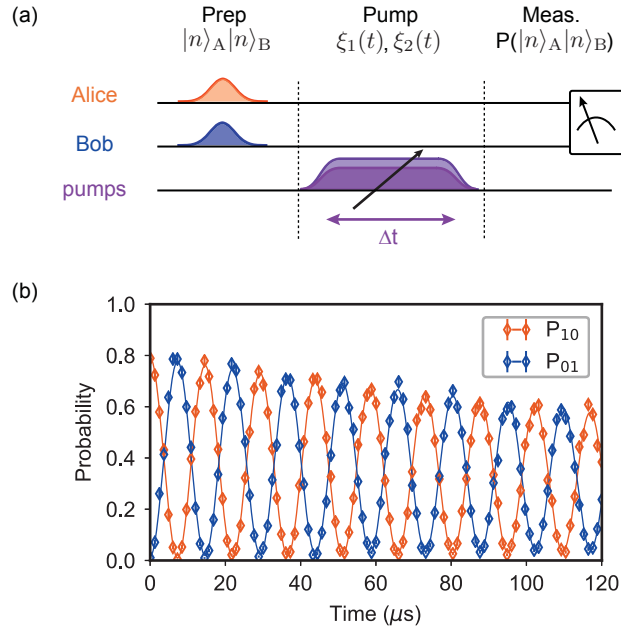 (a)
Prep Pump Meas.
|n⟩A|n⟩B ξ1(t), ξ2(t) P(|n⟩A|n⟩B)
Alice
Bob
pumps
Δt
(b)
1.0
0.8
0.6
0.4
0.2
0.0
Probability
P10
P01
0 20 40 60 80 100 120
Time (μs)